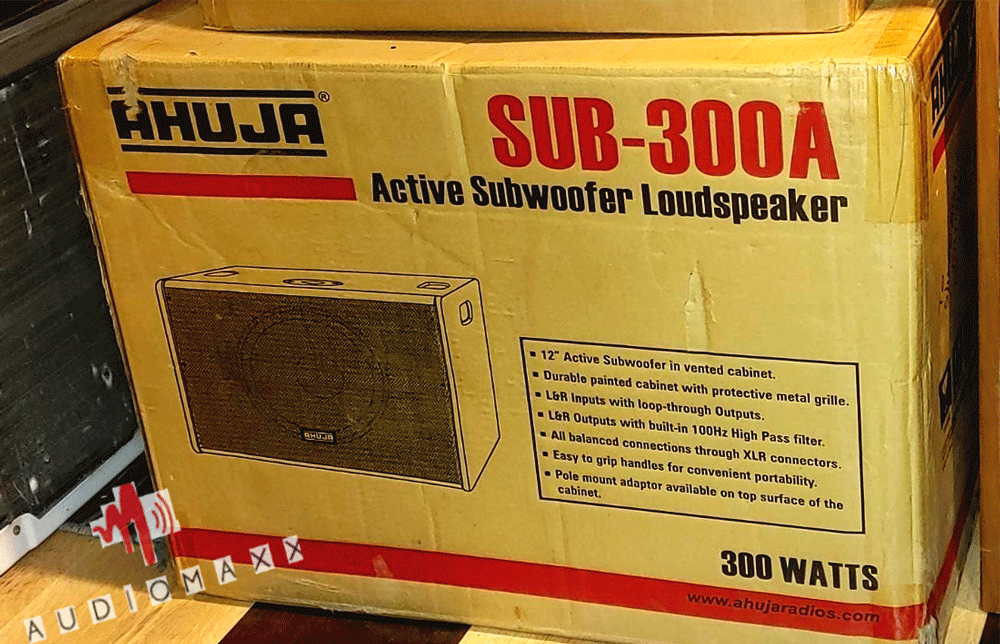 AHUJA®
SUB-300A
Active Subwoofer Loudspeaker
AHUJA
▪ 12" Active Subwoofer in vented cabinet.
▪ Durable painted cabinet with protective metal grille.
▪ L&R Inputs with loop-through Outputs.
▪ L&R Outputs with built-in 100Hz High Pass filter.
▪ All balanced connections through XLR connectors.
▪ Easy to grip handles for convenient portability.
▪ Pole mount adaptor available on top surface of the
cabinet.
300 WATTS
www.ahujaradios.com
AUDIOMAXX